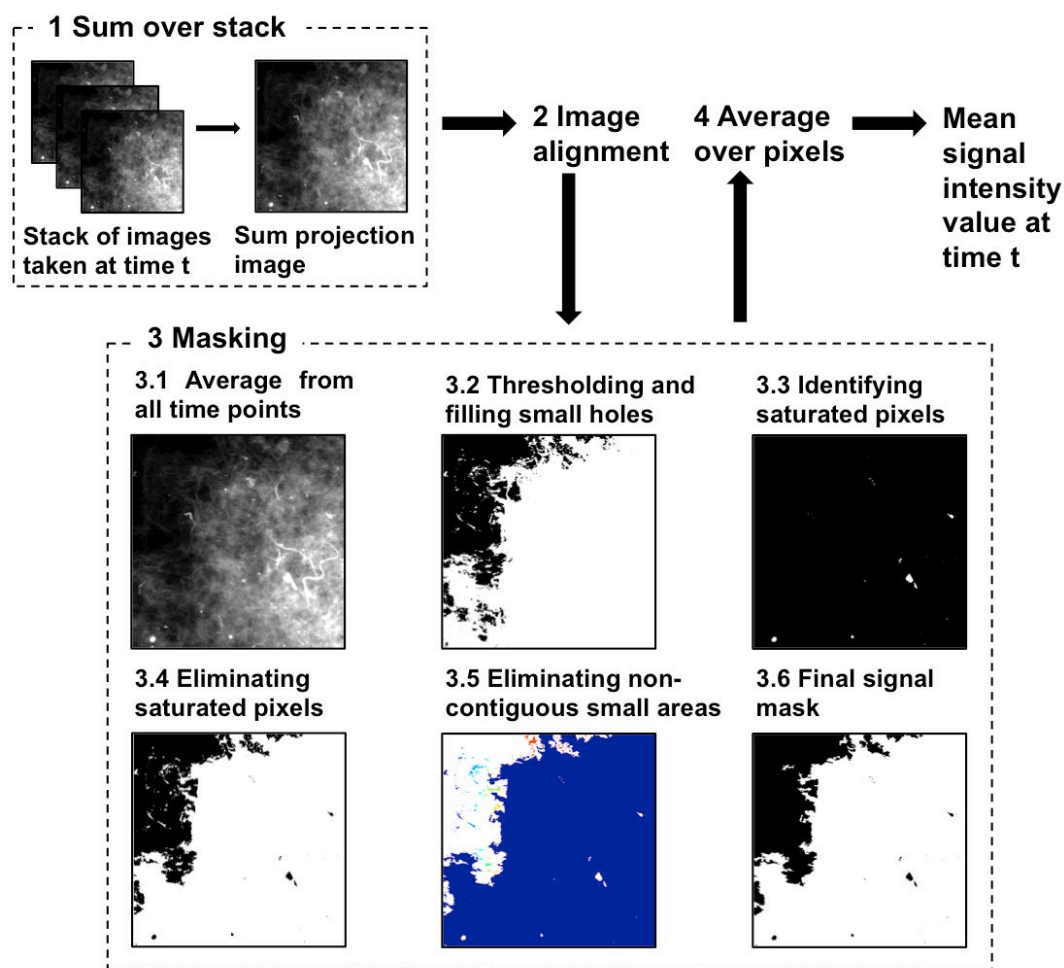 1 Sum over stack
Stack of images
taken at time t
Sum projection
image
2 Image
alignment
4 Average
over pixels
Mean
signal
intensity
value at
time t
3 Masking
3.1 Average from
all time points
3.2 Thresholding and
filling small holes
3.3 Identifying
saturated pixels
3.4 Eliminating
saturated pixels
3.5 Eliminating non-
contiguous small areas
3.6 Final signal
mask